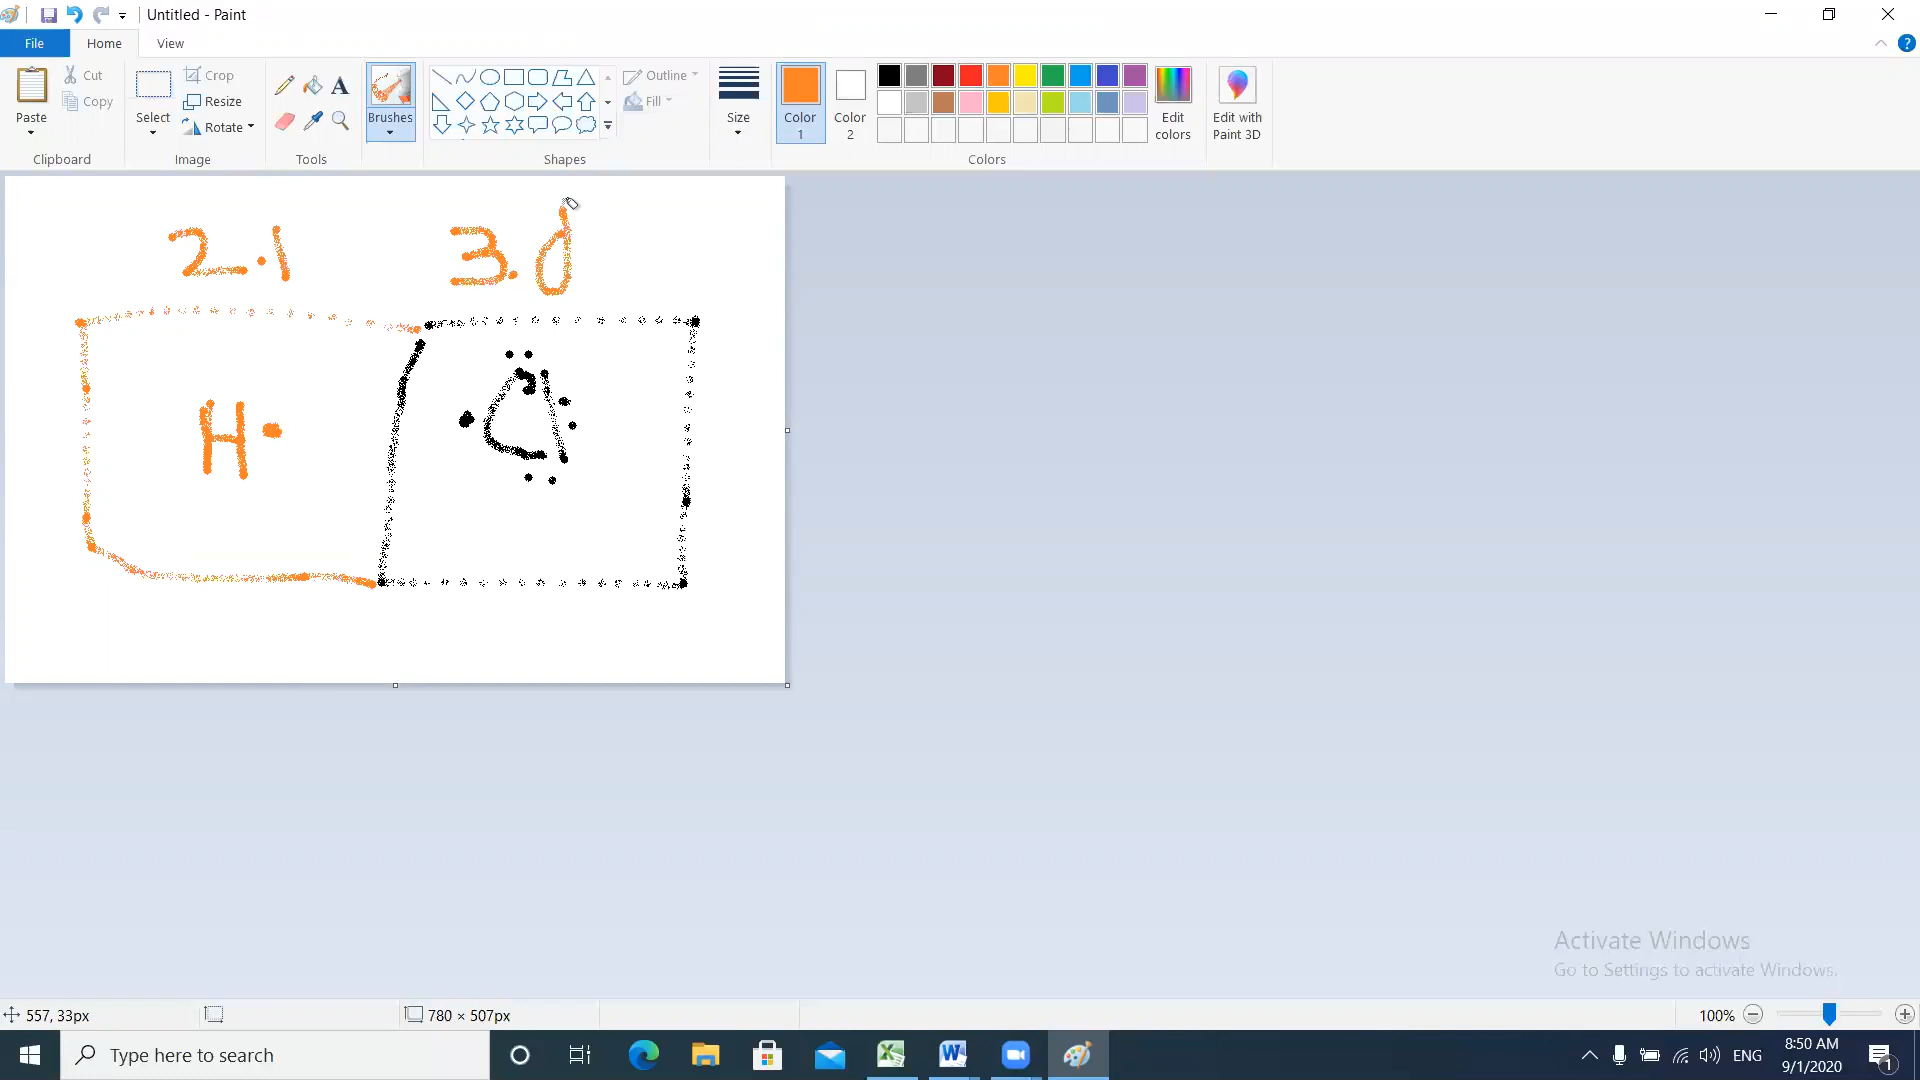 Untitled - Paint
File Home View
Paste
Cut
Copy
Clipboard
Select
Crop
Resize
Rotate
Image
A
Tools
Brushes
Outline
Fill
Shapes
Size
Color 1
Color 2
Edit colors
Colors
Edit with Paint 3D
2.1 3.
H
Activate Windows
Go to Settings to activate Windows.
557, 33px 780 × 507px 100%
Type here to search
ENG
8:50 AM
9/1/2020
1